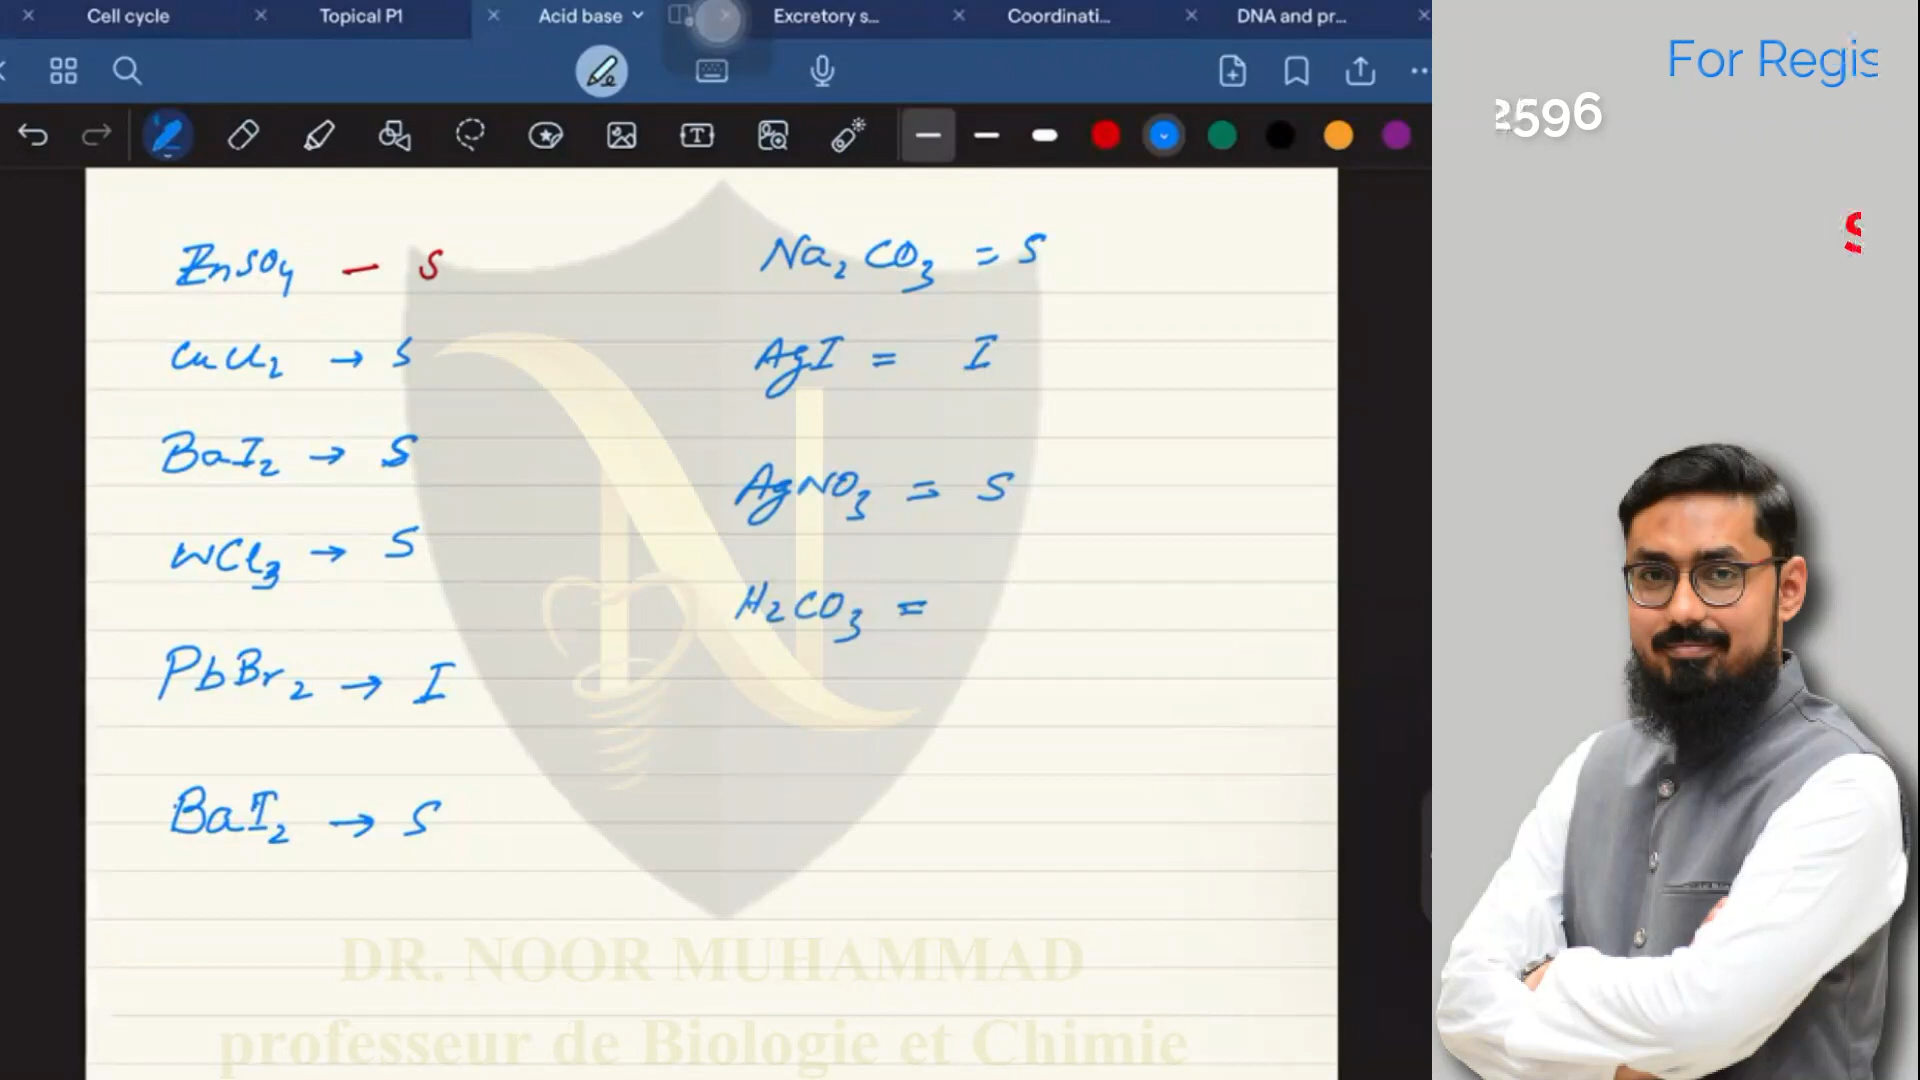 Cell cycle
Topical P1
Acid base
Excretory s...
Coordinati...
DNA and pr...
For Regis
2596
S
ZnSO4 — S
CuCl2 → S
BaI2 → S
WCl3 → S
PbBr2 → I
BaI2 → S
Na2CO3 = S
AgI = I
AgNO3 = S
H2CO3 =
DR. NOOR MUHAMMAD
professeur de Biologie et Chimie